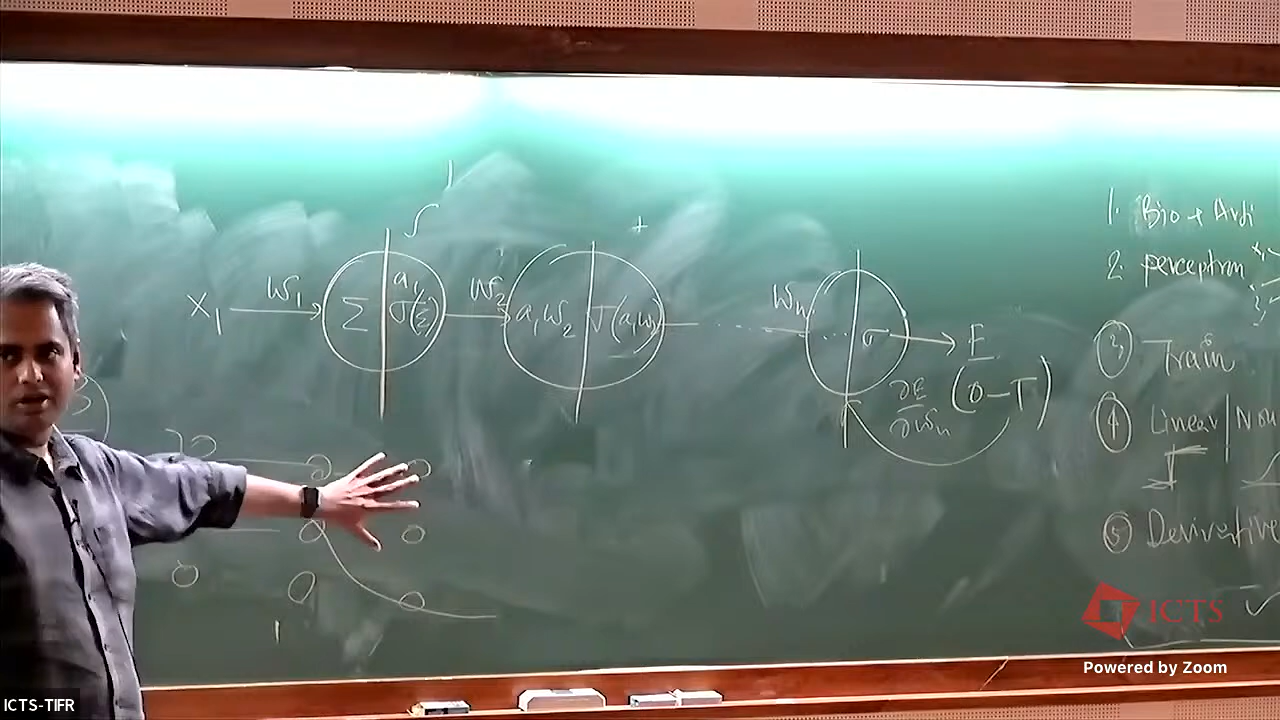 X₁ w₁ Σ a₁ σ(Σ) w₂ a₁w₂ σ(a₁w₂) ........ wₙ ... σ E
∂E/∂wₙ (O-T)
1. Bio + Arti
2. perception
③ Train
④ Linear | Non
⑤ Derivative
ICTS
Powered by Zoom
ICTS-TIFR